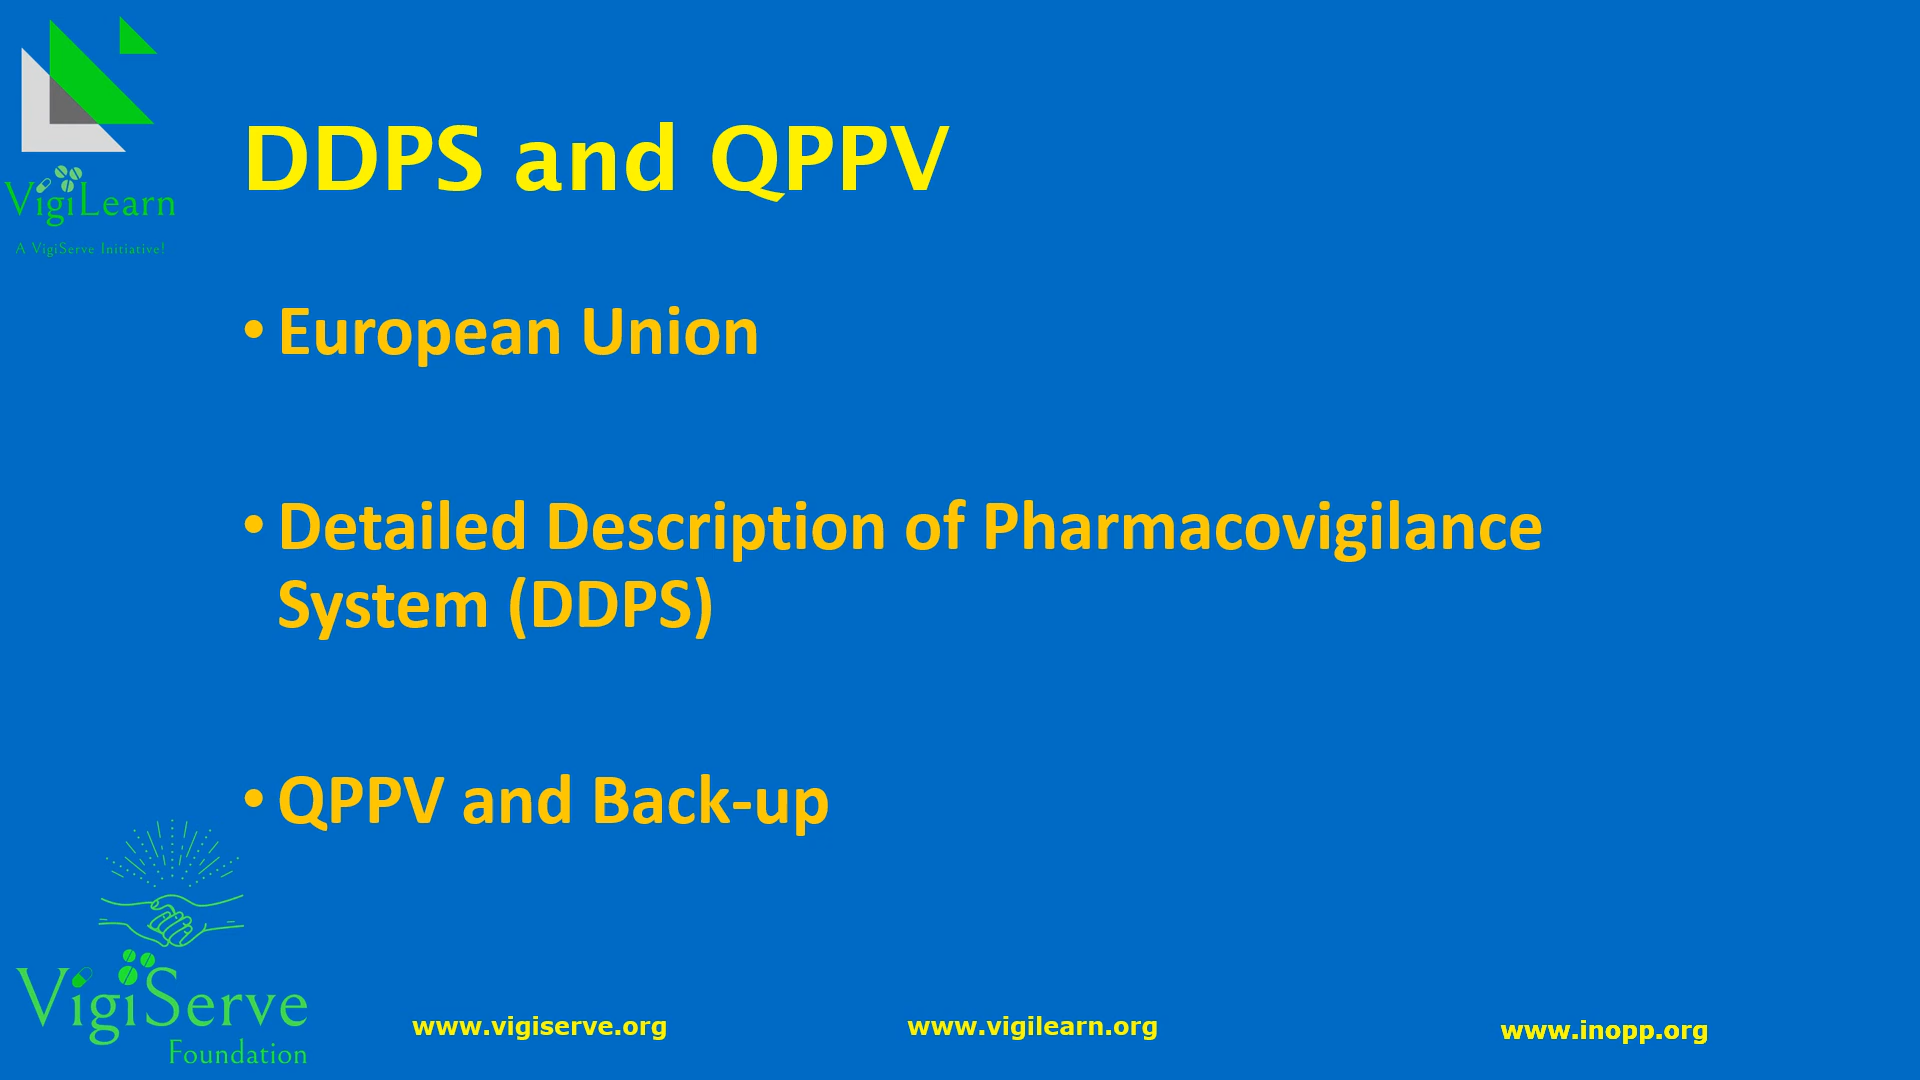 VigiLearn
A VigiServe Initiative!
DDPS and QPPV
• European Union
• Detailed Description of Pharmacovigilance
System (DDPS)
• QPPV and Back-up
VigiServe
Foundation
www.vigiserve.org
www.vigilearn.org
www.inopp.org